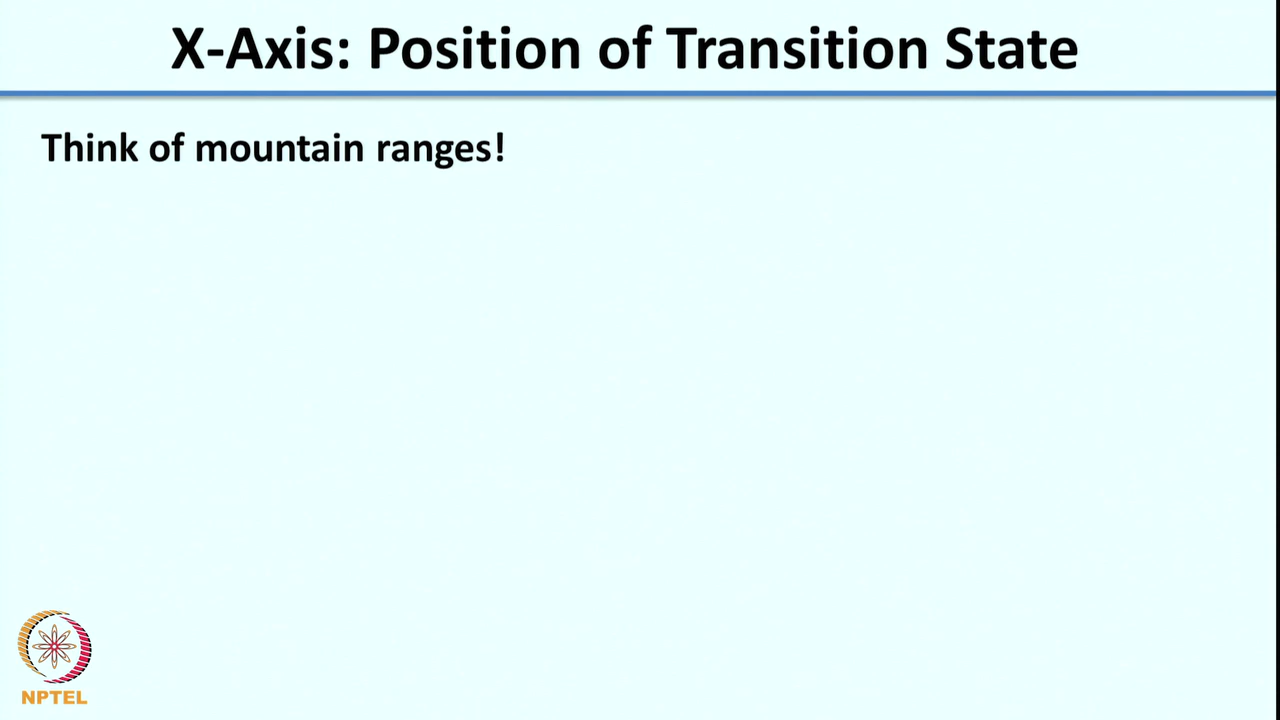 X-Axis: Position of Transition State
Think of mountain ranges!
NPTEL